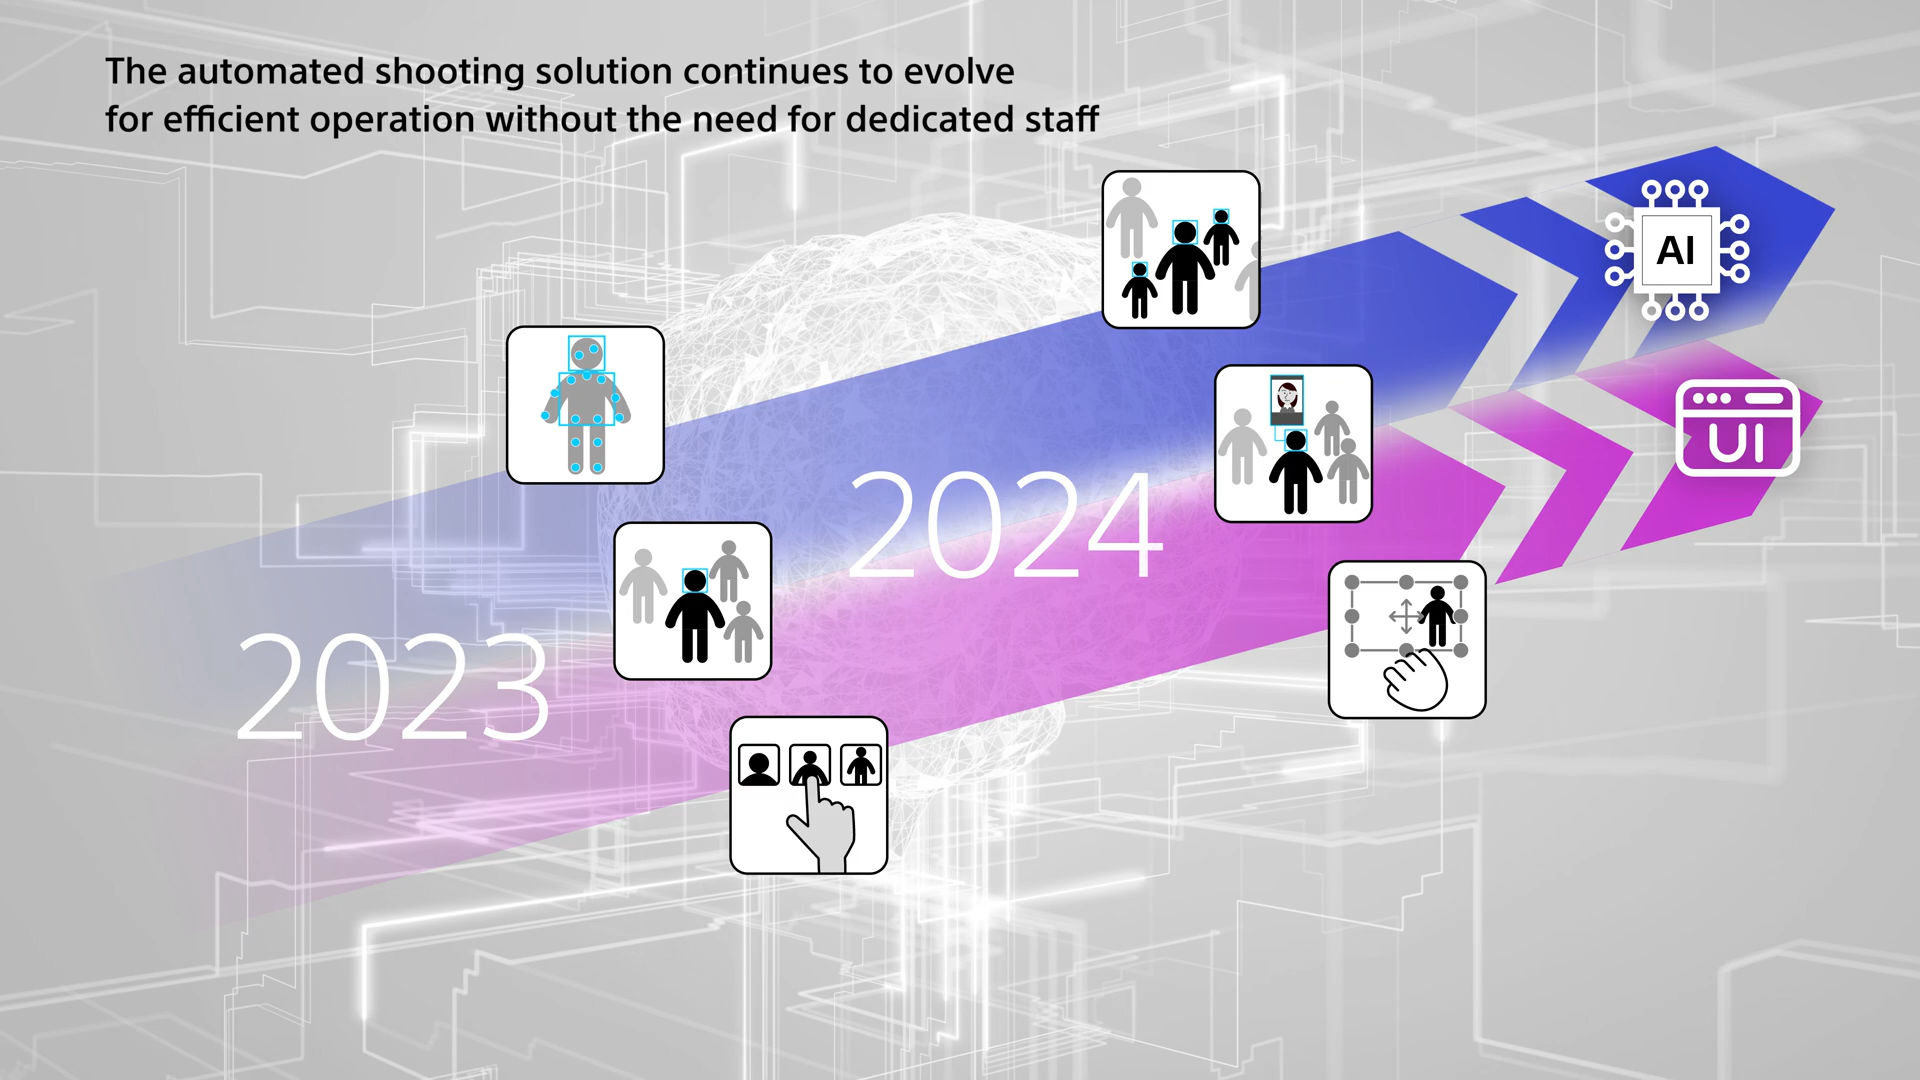 The automated shooting solution continues to evolve
for efficient operation without the need for dedicated staff
AI
UI
2024
2023